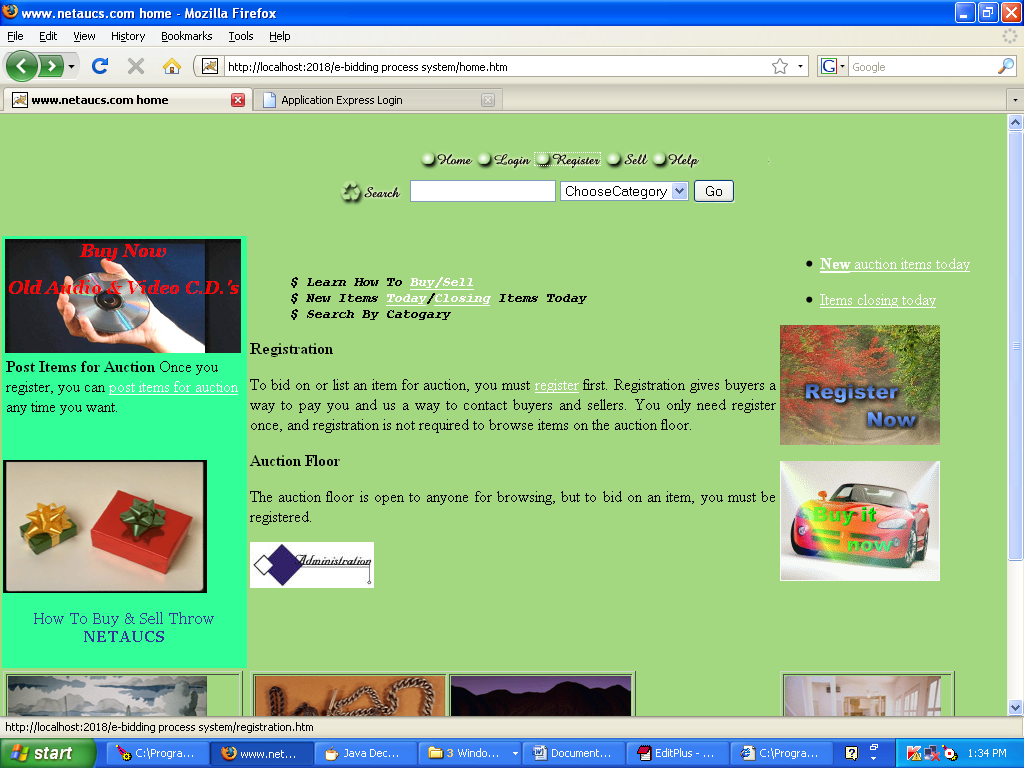 www.netaucs.com home - Mozilla Firefox
File Edit View History Bookmarks Tools Help
http://localhost:2018/e-bidding process system/home.htm
G Google
www.netaucs.com home
Application Express Login
Home Login Register Sell Help
Search ChooseCategory Go
Buy Now
Old Audio & Video C.D.'s
Post Items for Auction Once you
register, you can post items for auction
any time you want.
How To Buy & Sell Throw
NETAUCS
$ Learn How To Buy/Sell
$ New Items Today/Closing Items Today
$ Search By Catogary
Registration
To bid on or list an item for auction, you must register first. Registration gives buyers a
way to pay you and us a way to contact buyers and sellers. You only need register
once, and registration is not required to browse items on the auction floor.
Auction Floor
The auction floor is open to anyone for browsing, but to bid on an item, you must be
registered.
Administration
New auction items today
Items closing today
Register
Now
Buy it
now
http://localhost:2018/e-bidding process system/registration.htm
start
C:\Progra...
www.net...
Java Dec...
3 Windo...
Document...
EditPlus - ...
C:\Progra...
1:34 PM